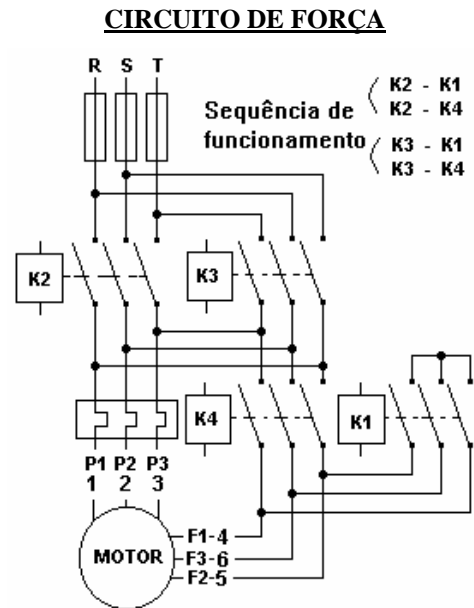 CIRCUITO DE FORÇA
R S T
Sequência de
funcionamento
K2 - K1
K2 - K4
K3 - K1
K3 - K4
K2
K3
K4
K1
P1 P2 P3
1 2 3
MOTOR
F1-4
F3-6
F2-5